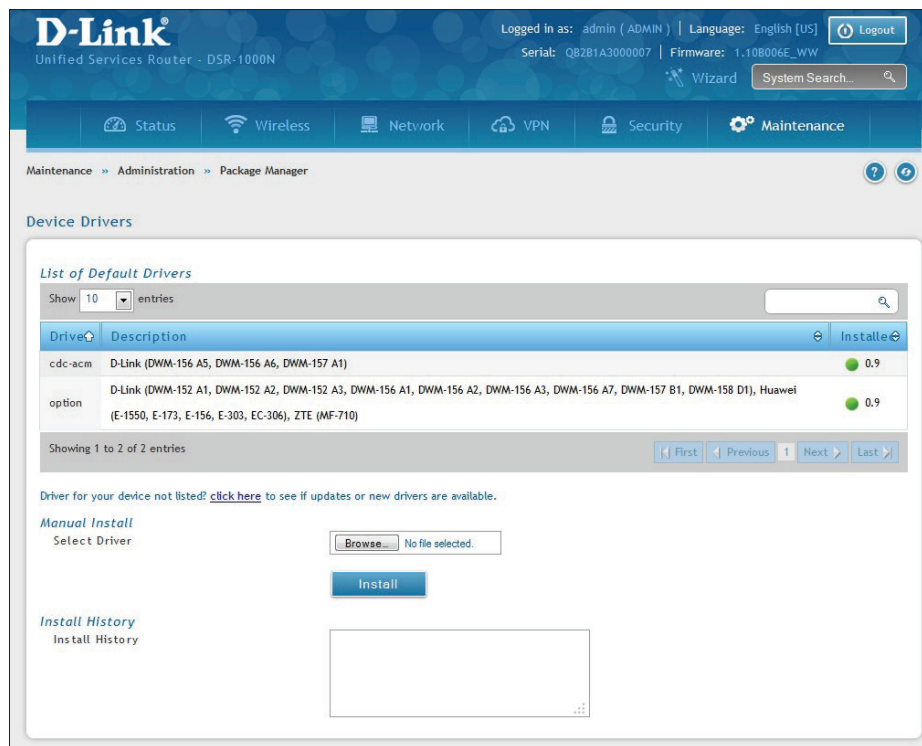 D-Link®
Logged in as: admin ( ADMIN ) | Language: English [US] Logout
Unified Services Router - DSR-1000N
Serial: QB2B1A3000007 | Firmware: 1.10B006E_WW
Wizard System Search...
Status Wireless Network VPN Security Maintenance
Maintenance » Administration » Package Manager ?
Device Drivers
List of Default Drivers
Show 10 entries
Drive Description Installe
cdc-acm D-Link (DWM-156 A5, DWM-156 A6, DWM-157 A1) 0.9
D-Link (DWM-152 A1, DWM-152 A2, DWM-152 A3, DWM-156 A1, DWM-156 A2, DWM-156 A3, DWM-156 A7, DWM-157 B1, DWM-158 D1), Huawei
option 0.9
(E-1550, E-173, E-156, E-303, EC-306), ZTE (MF-710)
Showing 1 to 2 of 2 entries First Previous 1 Next Last
Driver for your device not listed? click here to see if updates or new drivers are available.
Manual Install
Select Driver Browse... No file selected.
Install
Install History
Install History